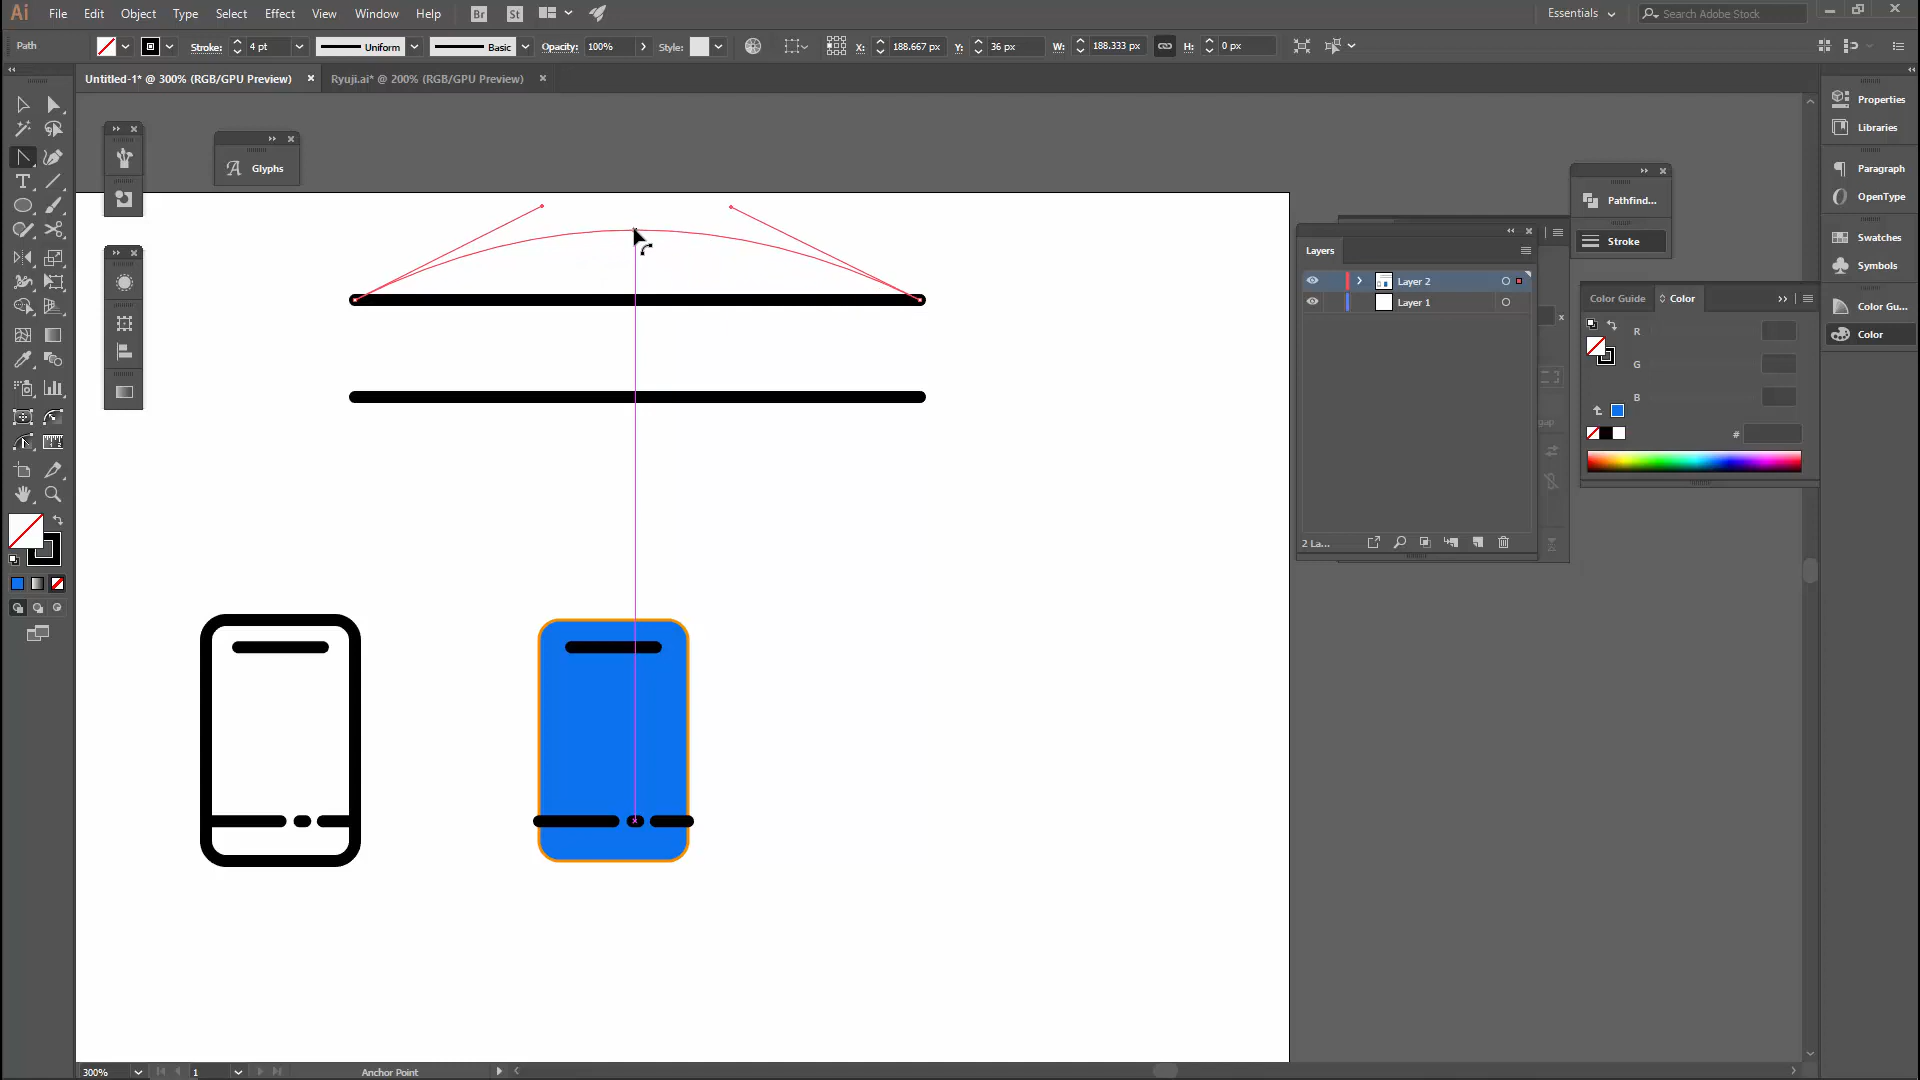 Ai File Edit Object Type Select Effect View Window Help Br St Essentials Search Adobe Stock
Path Stroke: 4 pt Uniform Basic Opacity: 100% Style: X: 188.667 px Y: 36 px W: 188.333 px H: 0 px
Untitled-1* @ 300% (RGB/GPU Preview) × Ryuji.ai* @ 200% (RGB/GPU Preview) ×
Properties
Libraries
Paragraph
OpenType
Swatches
Symbols
Color Gu...
Color
A Glyphs
Pathfind...
Stroke
Layers
Layer 2
Layer 1
2 La...
x
gap
Color Guide Color
R
G
B
#
T
300% 1 Anchor Point